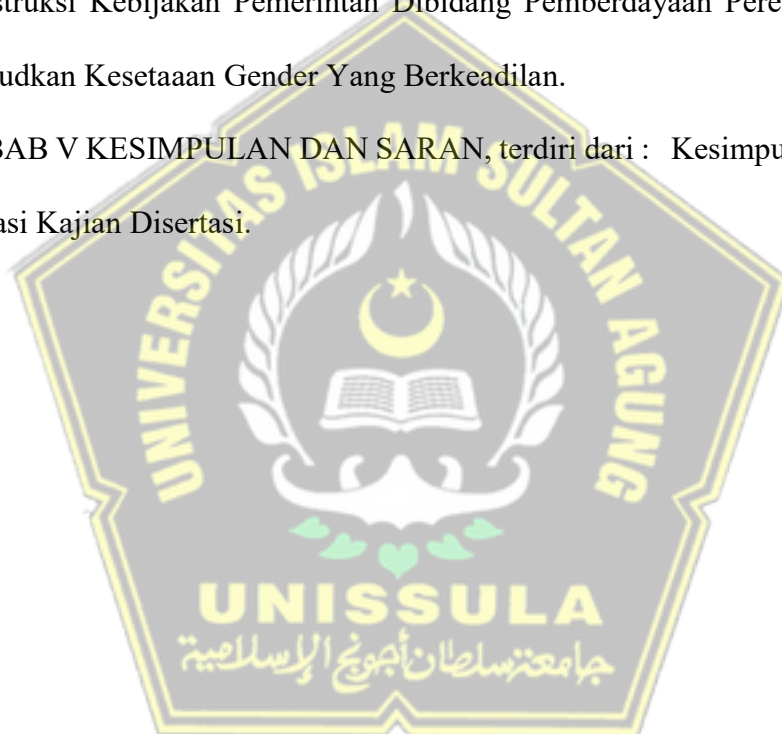 struksi Kebijakan Pemerintan Dibidang Pemberdayaan Pere
udkan Kesetaaan Gender Yang Berkeadilan.
BAB V KESIMPULAN DAN SARAN, terdiri dari : Kesimpu
asi Kajian Disertasi.
UNIVERSITAS ISLAM SULTAN AGUNG
UNISSULA
جامعة سلطان أجونج الإسلامية